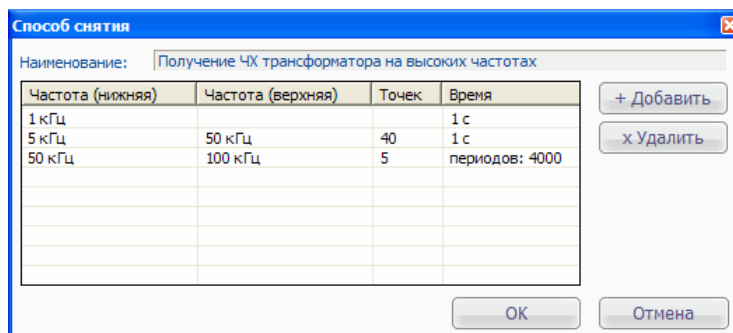 Способ снятия
Наименование: Получение ЧХ трансформатора на высоких частотах
Частота (нижняя) Частота (верхняя) Точек Время
1 кГц 1 с
5 кГц 50 кГц 40 1 с
50 кГц 100 кГц 5 периодов: 4000
+ Добавить
x Удалить
OK Отмена